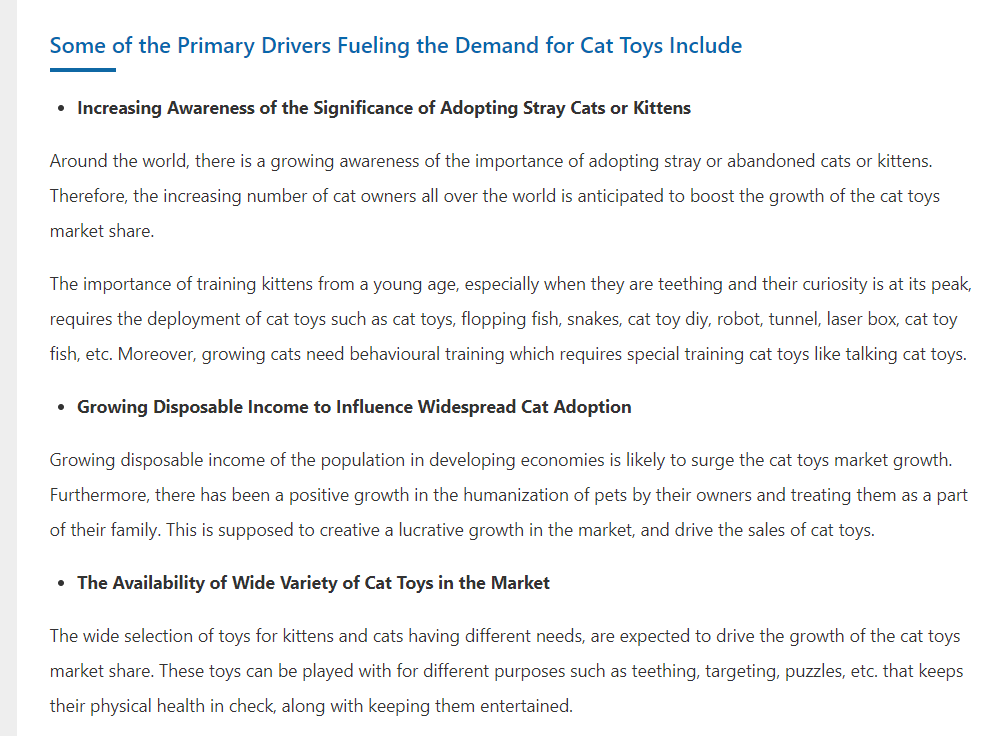 Some of the Primary Drivers Fueling the Demand for Cat Toys Include
• Increasing Awareness of the Significance of Adopting Stray Cats or Kittens
Around the world, there is a growing awareness of the importance of adopting stray or abandoned cats or kittens.
Therefore, the increasing number of cat owners all over the world is anticipated to boost the growth of the cat toys
market share.
The importance of training kittens from a young age, especially when they are teething and their curiosity is at its peak,
requires the deployment of cat toys such as cat toys, flopping fish, snakes, cat toy diy, robot, tunnel, laser box, cat toy
fish, etc. Moreover, growing cats need behavioural training which requires special training cat toys like talking cat toys.
• Growing Disposable Income to Influence Widespread Cat Adoption
Growing disposable income of the population in developing economies is likely to surge the cat toys market growth.
Furthermore, there has been a positive growth in the humanization of pets by their owners and treating them as a part
of their family. This is supposed to creative a lucrative growth in the market, and drive the sales of cat toys.
• The Availability of Wide Variety of Cat Toys in the Market
The wide selection of toys for kittens and cats having different needs, are expected to drive the growth of the cat toys
market share. These toys can be played with for different purposes such as teething, targeting, puzzles, etc. that keeps
their physical health in check, along with keeping them entertained.